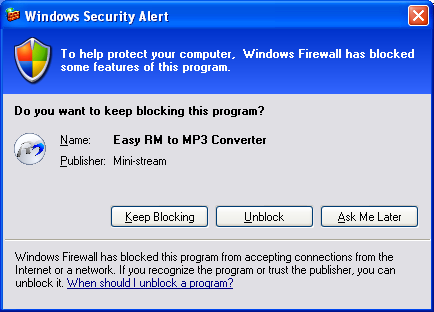 Windows Security Alert
To help protect your computer,  Windows Firewall has blocked
some features of this program.
Do you want to keep blocking this program?
Name: Easy RM to MP3 Converter
Publisher: Mini-stream
Keep Blocking Unblock Ask Me Later
Windows Firewall has blocked this program from accepting connections from the
Internet or a network. If you recognize the program or trust the publisher, you can
unblock it. When should I unblock a program?